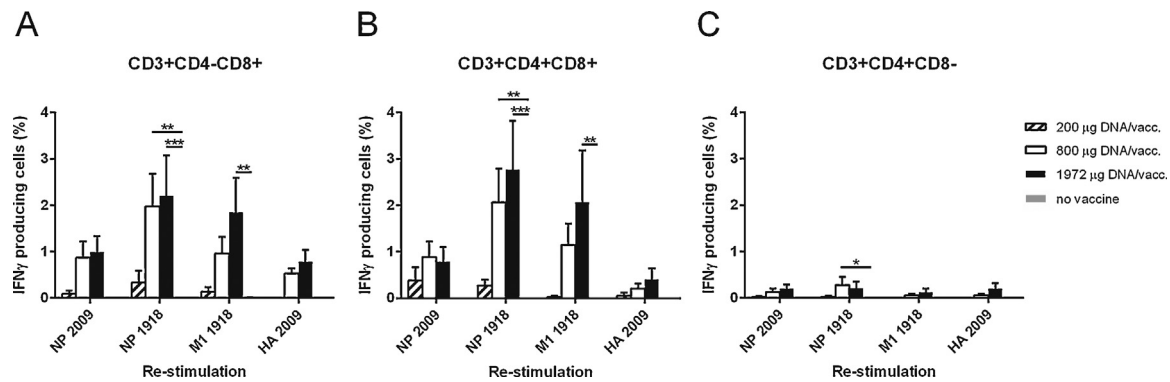 A
B
C
CD3+CD4-CD8+
CD3+CD4+CD8+
CD3+CD4+CD8-
IFNγ producing cells (%)
4
3
2
1
0
**
***
**
NP 2009
NP 1918
M1 1918
HA 2009
Re-stimulation
IFNγ producing cells (%)
4
3
2
1
0
**
***
**
NP 2009
NP 1918
M1 1918
HA 2009
Re-stimulation
IFNγ producing cells (%)
4
3
2
1
0
*
NP 2009
NP 1918
M1 1918
HA 2009
Re-stimulation
200 μg DNA/vacc.
800 μg DNA/vacc.
1972 μg DNA/vacc.
no vaccine